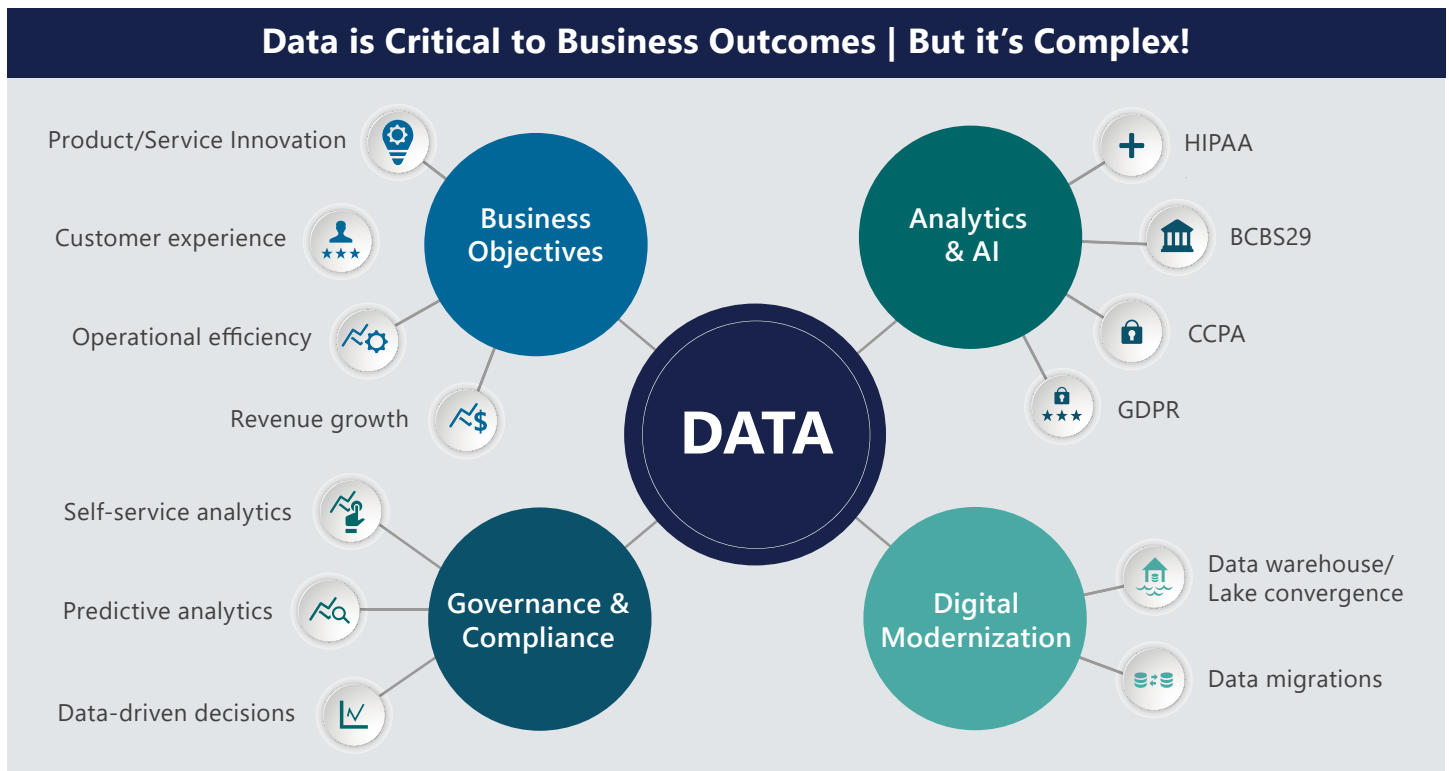 Data is Critical to Business Outcomes | But it’s Complex!
Product/Service Innovation
Customer experience
Operational efficiency
Revenue growth
Business
Objectives
Analytics
& AI
HIPAA
BCBS29
CCPA
GDPR
DATA
Self-service analytics
Predictive analytics
Data-driven decisions
Governance &
Compliance
Digital
Modernization
Data warehouse/
Lake convergence
Data migrations